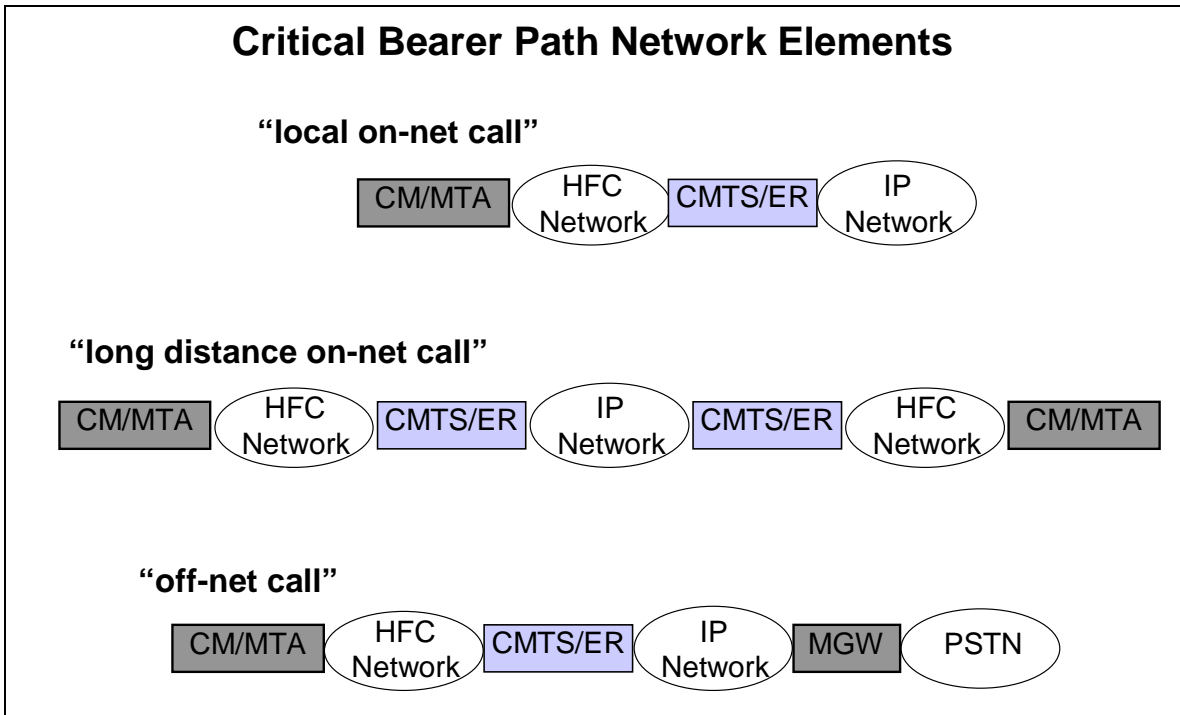 Critical Bearer Path Network Elements
“local on-net call”
CM/MTA
HFC
Network
CMTS/ER
IP
Network
“long distance on-net call”
CM/MTA
HFC
Network
CMTS/ER
IP
Network
CMTS/ER
HFC
Network
CM/MTA
“off-net call”
CM/MTA
HFC
Network
CMTS/ER
IP
Network
MGW
PSTN